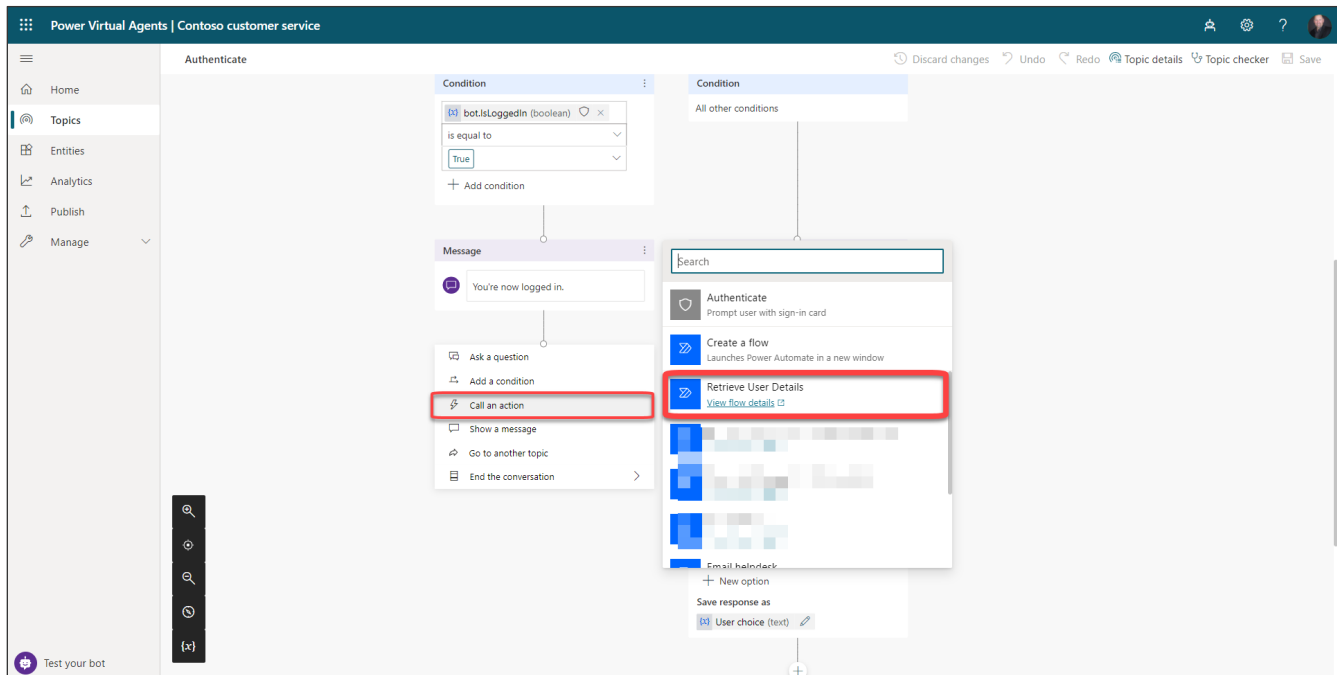 Power Virtual Agents | Contoso customer service
Authenticate
Discard changes
Undo
Redo
Topic details
Topic checker
Save
Home
Topics
Entities
Analytics
Publish
Manage
Test your bot
Condition
{x} bot.IsLoggedIn (boolean)
is equal to
True
Add condition
Message
You're now logged in.
Ask a question
Add a condition
Call an action
Show a message
Go to another topic
End the conversation
Condition
All other conditions
Search
Authenticate
Prompt user with sign-in card
Create a flow
Launches Power Automate in a new window
Retrieve User Details
View flow details
Email helpdesk
New option
Save response as
{x} User choice (text)
{x}